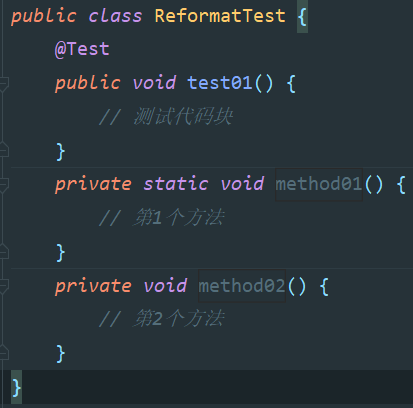 public class ReformatTest {
@Test
public void test01() {
// 测试代码块
}
private static void method01() {
// 第1个方法
}
private void method02() {
// 第2个方法
}
}